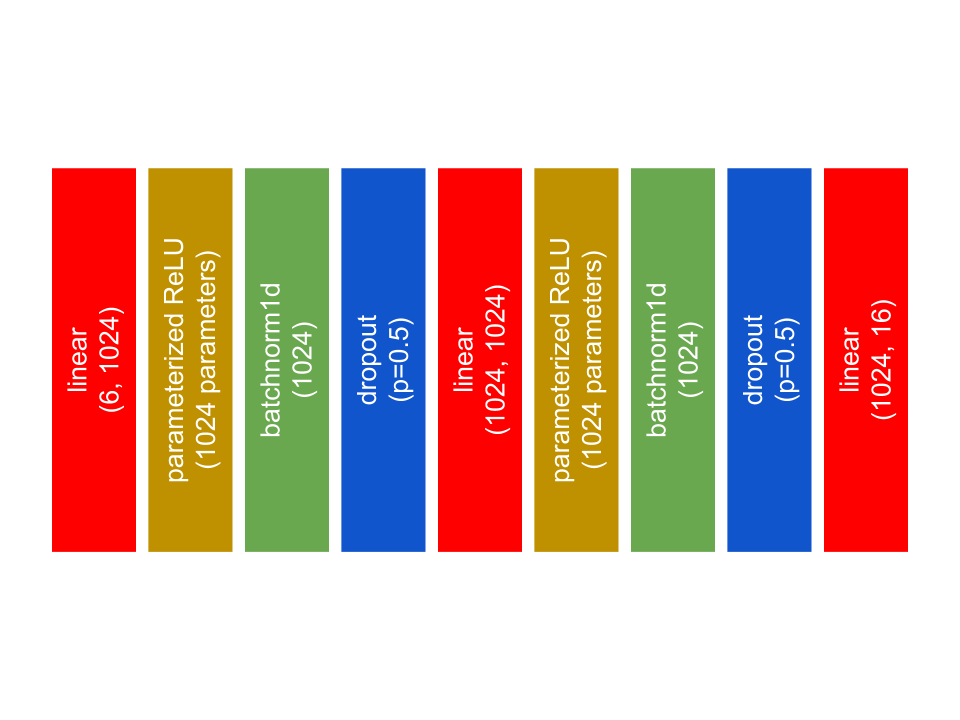 linear
(6, 1024)
parameterized ReLU
(1024 parameters)
batchnorm1d
(1024)
dropout
(p=0.5)
linear
(1024, 1024)
parameterized ReLU
(1024 parameters)
batchnorm1d
(1024)
dropout
(p=0.5)
linear
(1024, 16)